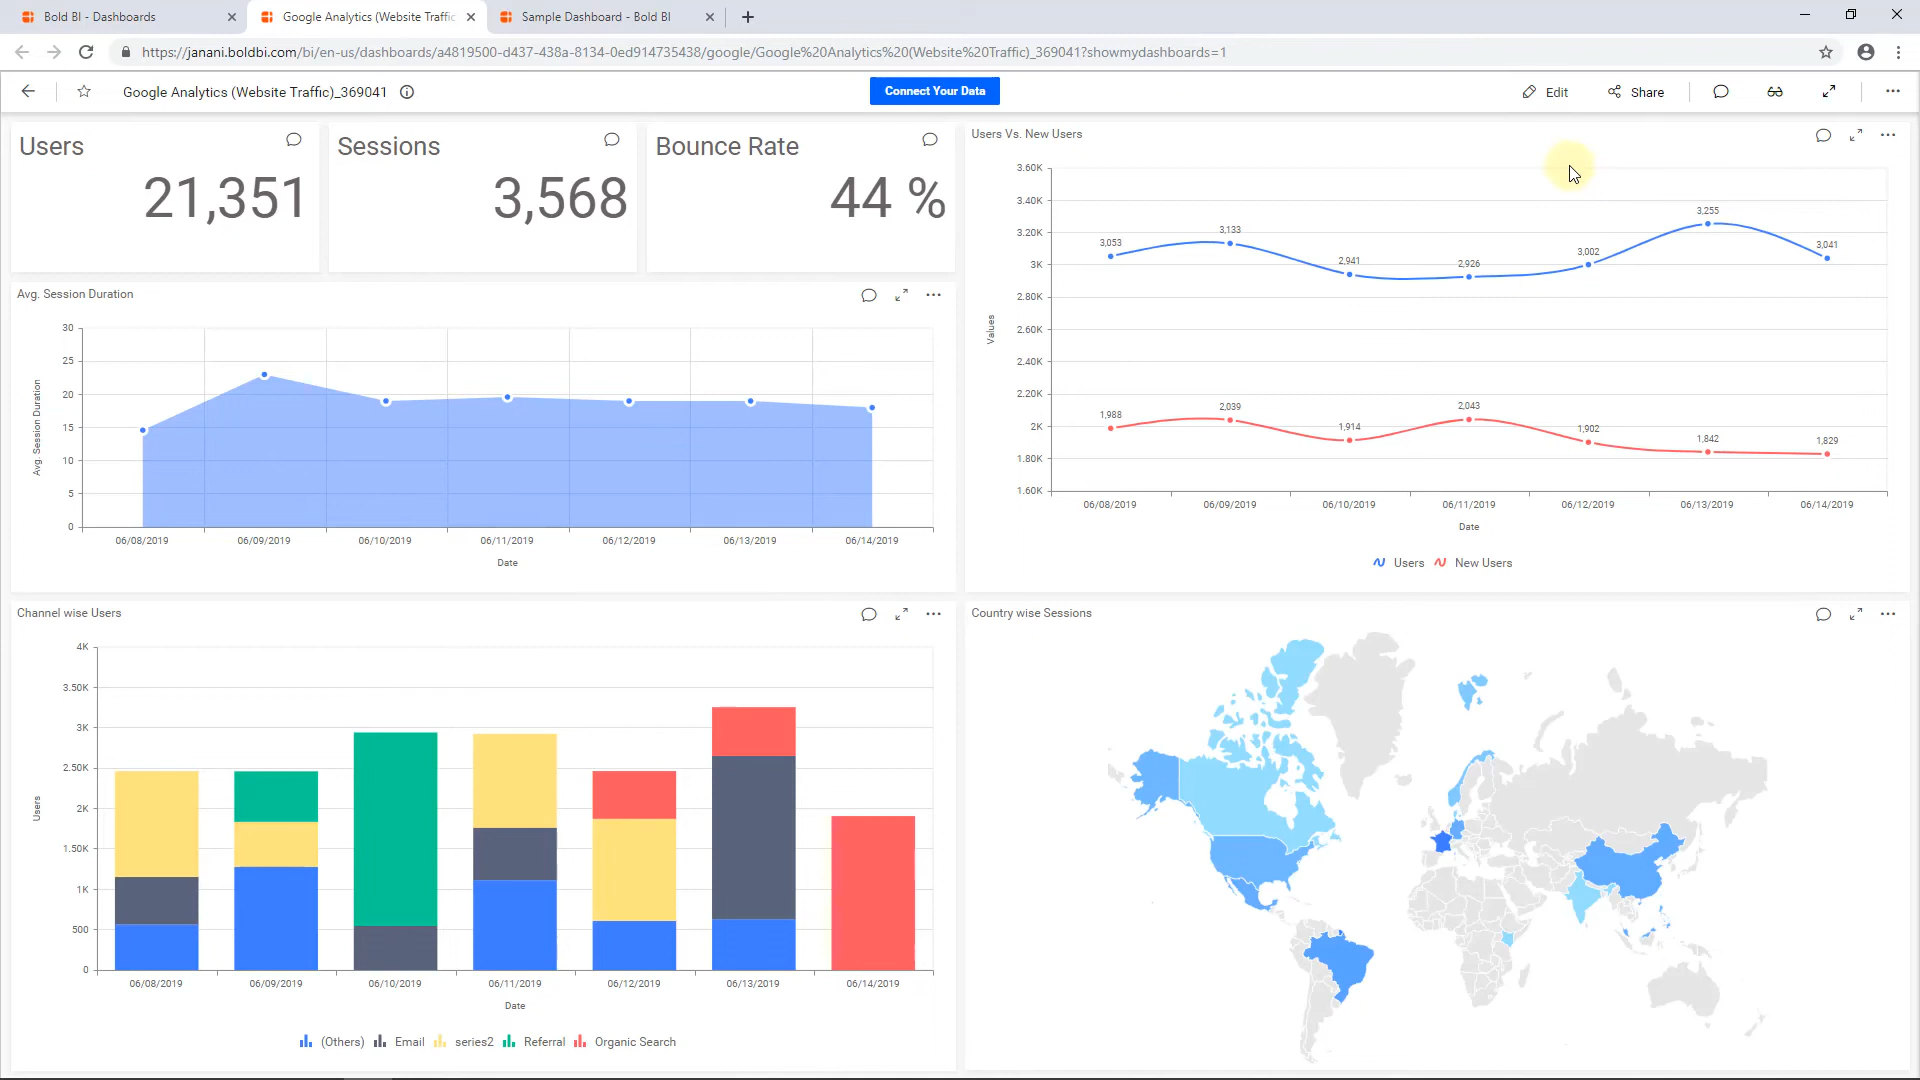 Bold BI - Dashboards
Google Analytics (Website Traffic
Sample Dashboard - Bold BI
https://janani.boldbi.com/bi/en-us/dashboards/a4819500-d437-438a-8134-0ed914735438/google/Google%20Analytics%20(Website%20Traffic)_369041?showmydashboards=1
Google Analytics (Website Traffic)_369041
Connect Your Data
Edit
Share
Users
21,351
Sessions
3,568
Bounce Rate
44 %
Users Vs. New Users
3.60K
3.40K
3.20K
3K
2.80K
2.60K
2.40K
2.20K
2K
1.80K
1.60K
Values
3,053
3,133
2,941
2,926
3,002
3,255
3,041
1,988
2,039
1,914
2,043
1,902
1,842
1,829
06/08/2019
06/09/2019
06/10/2019
06/11/2019
06/12/2019
06/13/2019
06/14/2019
Date
Users
New Users
Avg. Session Duration
30
25
20
15
10
5
0
Avg. Session Duration
06/08/2019
06/09/2019
06/10/2019
06/11/2019
06/12/2019
06/13/2019
06/14/2019
Date
Channel wise Users
4K
3.50K
3K
2.50K
2K
1.50K
1K
500
0
Users
06/08/2019
06/09/2019
06/10/2019
06/11/2019
06/12/2019
06/13/2019
06/14/2019
Date
(Others)
Email
series2
Referral
Organic Search
Country wise Sessions